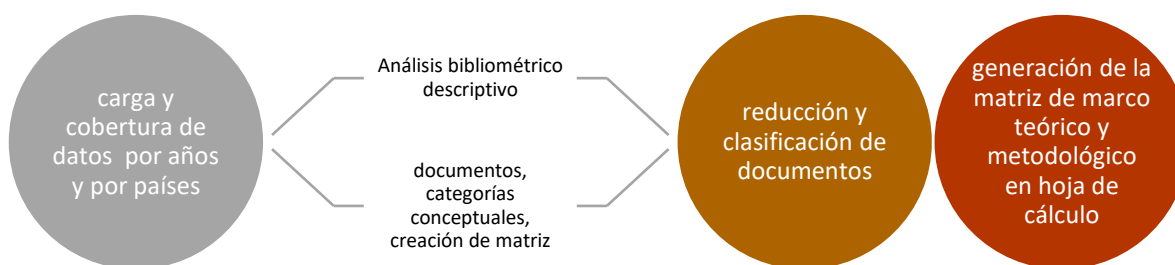 carga y
cobertura de
datos por años
y por países
Análisis bibliométrico
descriptivo
documentos,
categorías
conceptuales,
creación de matriz
reducción y
clasificación de
documentos
generación de la
matriz de marco
teórico y
metodológico
en hoja de
cálculo